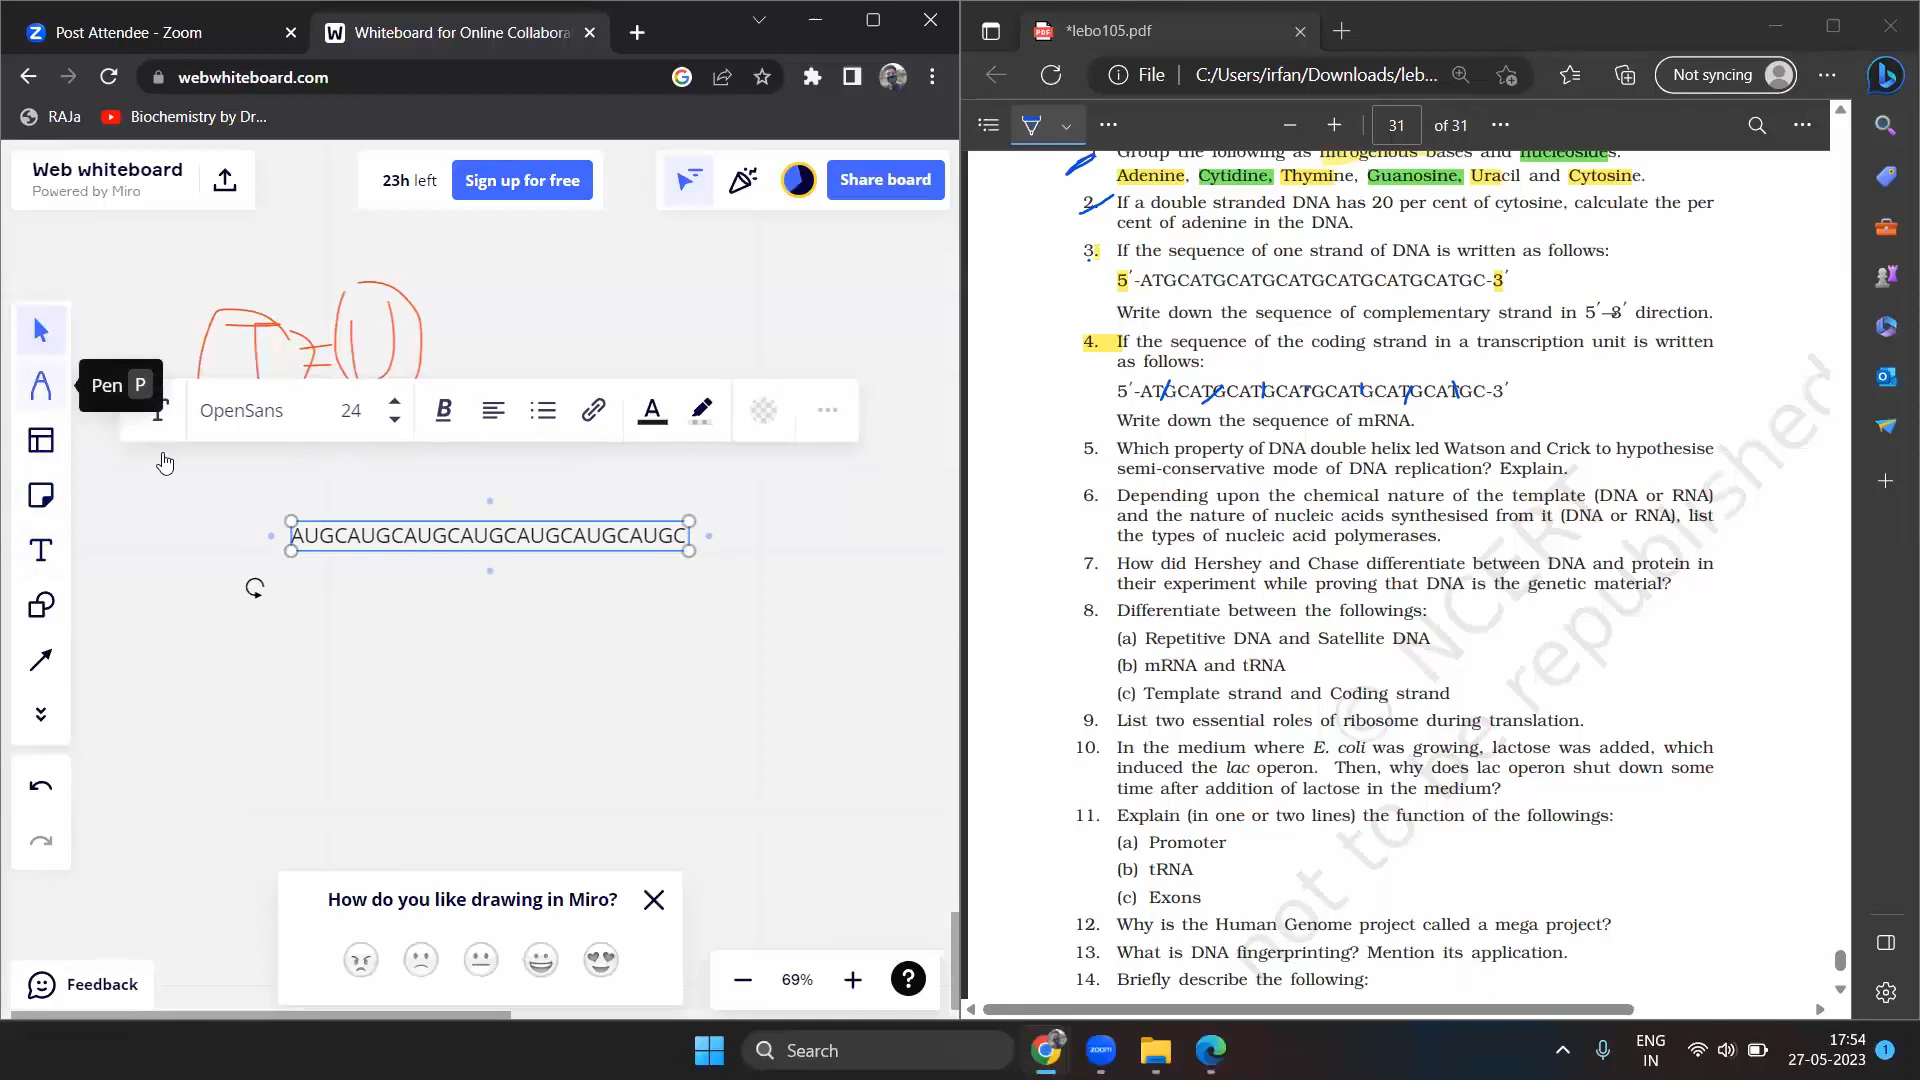 Post Attendee - Zoom
Whiteboard for Online Collabora
webwhiteboard.com
RAJa
Biochemistry by Dr...
Web whiteboard
Powered by Miro
23h left
Sign up for free
Share board
T = U
Pen P
OpenSans 24
B
A
AUGCAUGCAUGCAUGCAUGCAUGCAUGC
How do you like drawing in Miro?
Feedback
69%
?
*lebo105.pdf
File
C:/Users/irfan/Downloads/leb...
Not syncing
31 of 31
Group the following as nitrogenous bases and nucleosides:
Adenine, Cytidine, Thymine, Guanosine, Uracil and Cytosine.
2. If a double stranded DNA has 20 per cent of cytosine, calculate the per
cent of adenine in the DNA.
3. If the sequence of one strand of DNA is written as follows:
5′-ATGCATGCATGCATGCATGCATGCATGC-3′
Write down the sequence of complementary strand in 5′→3′ direction.
4. If the sequence of the coding strand in a transcription unit is written
as follows:
5′-ATGCATGCATGCATGCATGCATGCATGC-3′
Write down the sequence of mRNA.
5. Which property of DNA double helix led Watson and Crick to hypothesise
semi-conservative mode of DNA replication? Explain.
6. Depending upon the chemical nature of the template (DNA or RNA)
and the nature of nucleic acids synthesised from it (DNA or RNA), list
the types of nucleic acid polymerases.
7. How did Hershey and Chase differentiate between DNA and protein in
their experiment while proving that DNA is the genetic material?
8. Differentiate between the followings:
(a) Repetitive DNA and Satellite DNA
(b) mRNA and tRNA
(c) Template strand and Coding strand
9. List two essential roles of ribosome during translation.
10. In the medium where E. coli was growing, lactose was added, which
induced the lac operon. Then, why does lac operon shut down some
time after addition of lactose in the medium?
11. Explain (in one or two lines) the function of the followings:
(a) Promoter
(b) tRNA
(c) Exons
12. Why is the Human Genome project called a mega project?
13. What is DNA fingerprinting? Mention its application.
14. Briefly describe the following:
© NCERT
not to be republished
Search
zoom
ENG
IN
17:54
27-05-2023
1